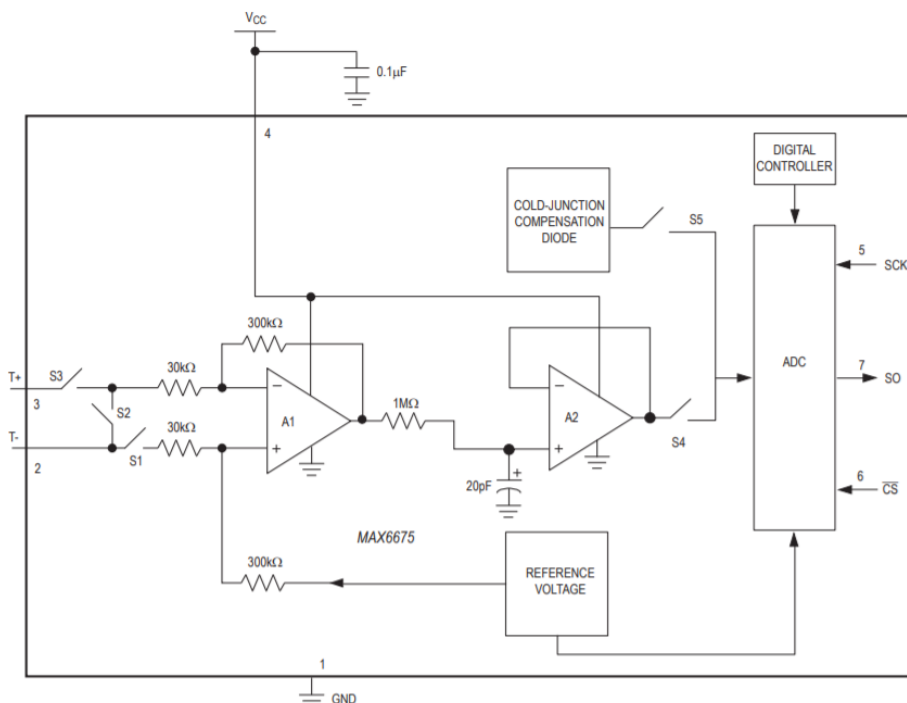 VCC
0.1µF
4
DIGITAL
CONTROLLER
COLD-JUNCTION
COMPENSATION
DIODE
S5
5
SCK
300kΩ
30kΩ
T+
S3
3
S2
A1
1MΩ
A2
ADC
7
SO
30kΩ
T-
S1
2
S4
20pF
6
CS
MAX6675
300kΩ
REFERENCE
VOLTAGE
1
GND